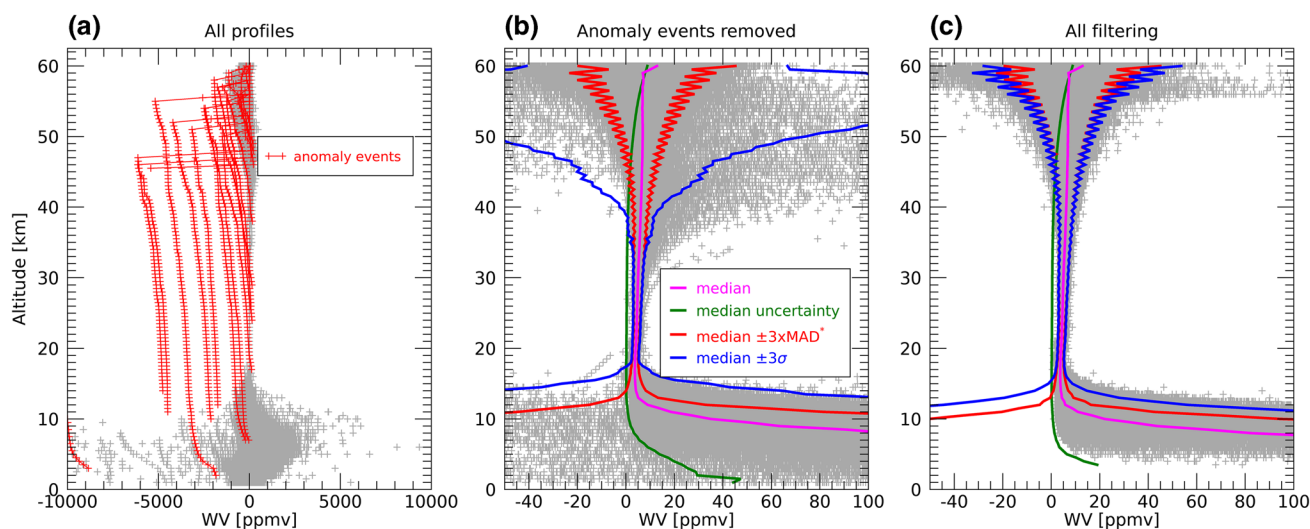 (a)
All profiles
60
50
40
30
20
10
0
Altitude [km]
anomaly events
-10000
-5000
0
5000
10000
WV [ppmv]
(b)
Anomaly events removed
60
50
40
30
20
10
0
median
median uncertainty
median ±3xMAD*
median ±3σ
-40
-20
0
20
40
60
80
100
WV [ppmv]
(c)
All filtering
60
50
40
30
20
10
0
-40
-20
0
20
40
60
80
100
WV [ppmv]